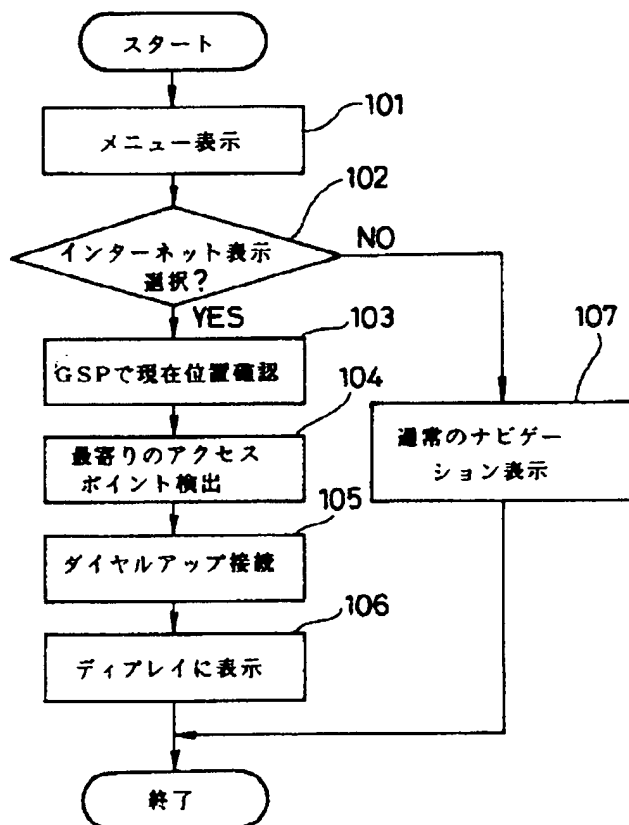 スタート
101
メニュー表示
102
インターネット表示
選択?
NO
YES
103
GSPで現在位置確認
104
最寄りのアクセス
ポイント検出
107
通常のナビゲー
ション表示
105
ダイヤルアップ接続
106
ディプレイに表示
終了